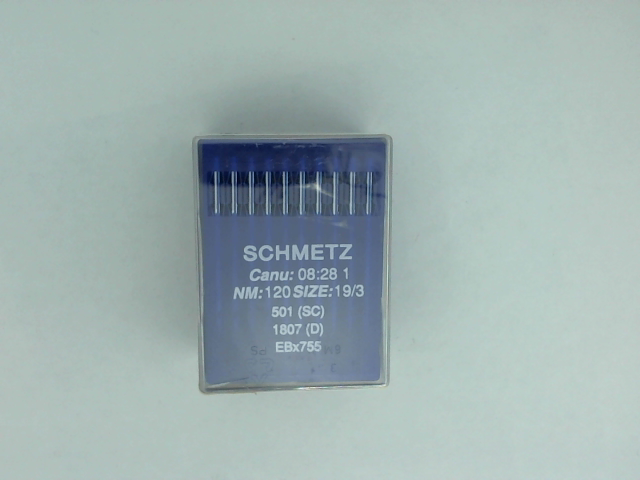 SCHMETZ
Canu: 08:28 1
NM:120 SIZE:19/3
501 (SC)
1807 (D)
EBx755